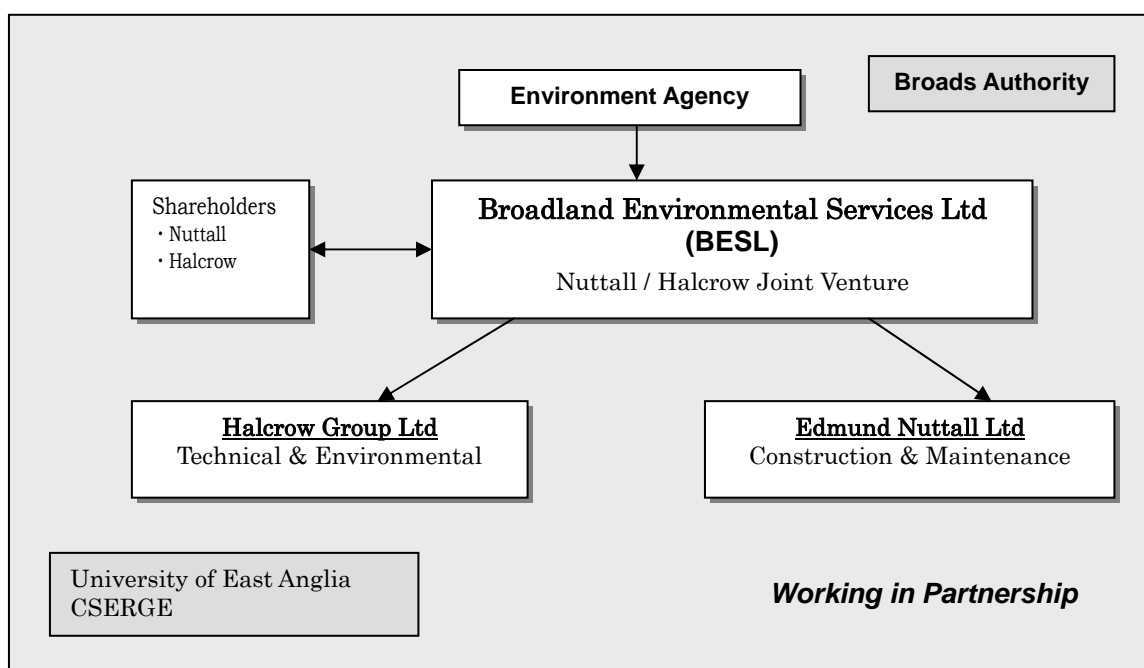 Environment Agency
Broads Authority
Shareholders
・Nuttall
・Halcrow
Broadland Environmental Services Ltd
(BESL)
Nuttall / Halcrow Joint Venture
Halcrow Group Ltd
Technical & Environmental
Edmund Nuttall Ltd
Construction & Maintenance
University of East Anglia
CSERGE
Working in Partnership